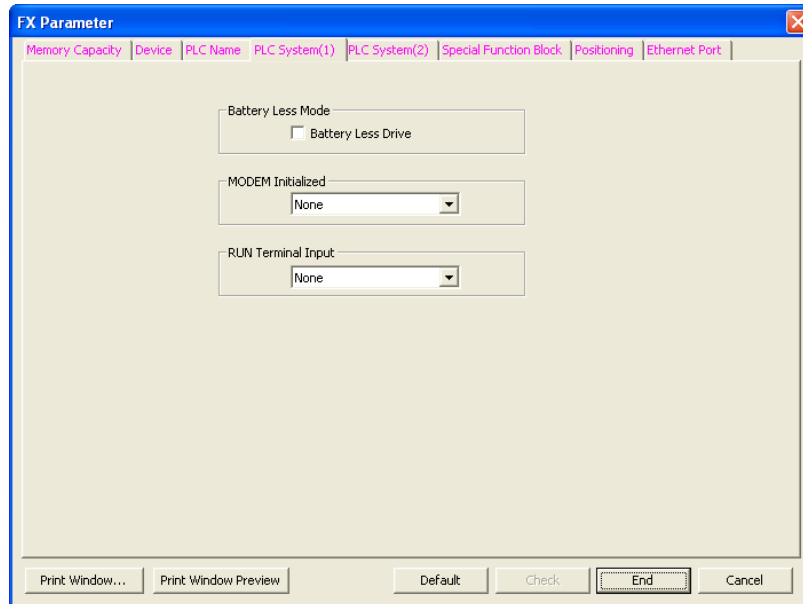 FX Parameter
Memory Capacity Device PLC Name PLC System(1) PLC System(2) Special Function Block Positioning Ethernet Port
Battery Less Mode
Battery Less Drive
MODEM Initialized
None
RUN Terminal Input
None
Print Window... Print Window Preview Default Check End Cancel